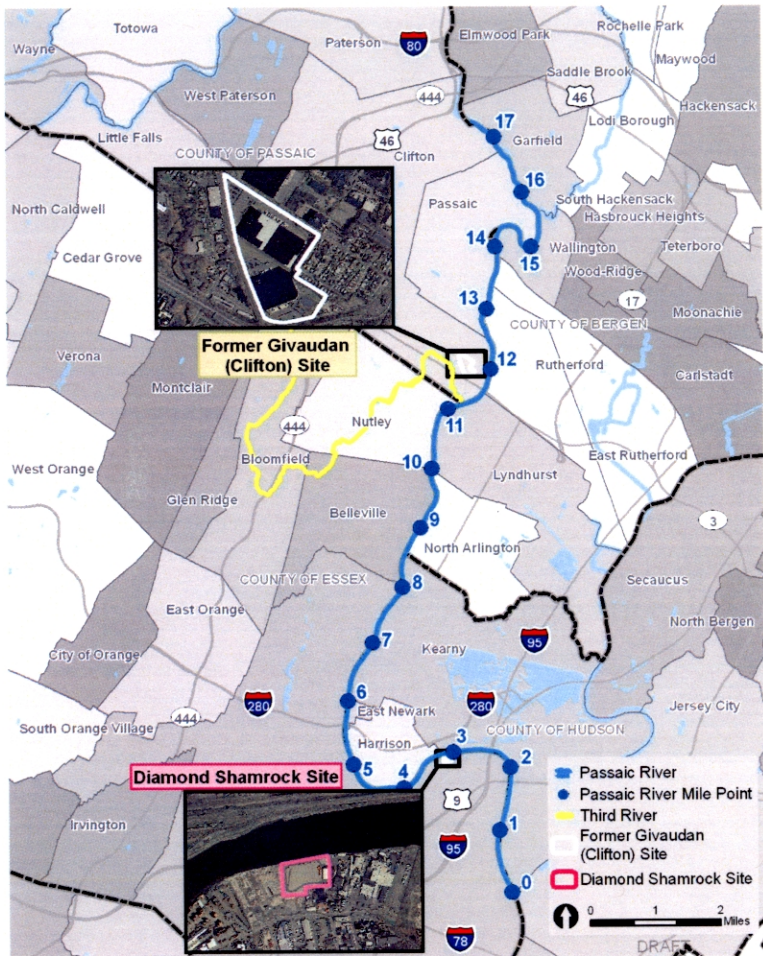 Totowa
Wayne
Paterson
80
Elmwood Park
Rochelle Park
Maywood
Saddle Brook
West Paterson
444
46
Hackensack
Lodi Borough
Little Falls
COUNTY OF PASSAIC
46
Clifton
17
Garfield
16
Passaic
South Hackensack
Hasbrouck Heights
North Caldwell
Cedar Grove
14
15
Wallington
Teterboro
Wood-Ridge
17
Moonachie
13
COUNTY OF BERGEN
Former Givaudan
(Clifton) Site
Verona
Montclair
12
Rutherford
Carlstadt
444
Nutley
11
West Orange
Bloomfield
10
East Rutherford
Lyndhurst
Glen Ridge
Belleville
9
3
North Arlington
COUNTY OF ESSEX
8
Secaucus
East Orange
North Bergen
City of Orange
7
Kearny
95
6
280
East Newark
280
Jersey City
South Orange Village
444
COUNTY OF HUDSON
Harrison
3
2
5
4
Diamond Shamrock Site
9
Irvington
1
95
0
78
Passaic River
Passaic River Mile Point
Third River
Former Givaudan
(Clifton) Site
Diamond Shamrock Site
0 1 2
Miles
DRAFT